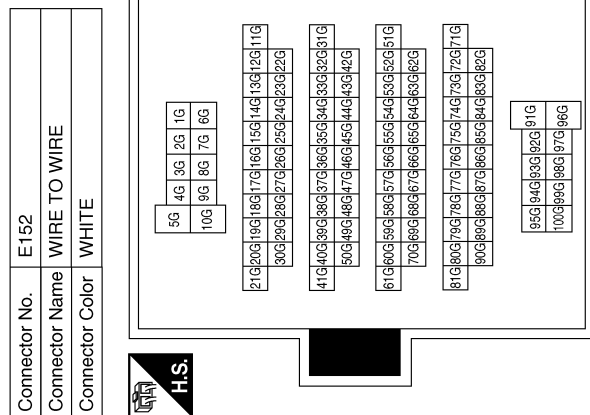 Connector No. E152
Connector Name WIRE TO WIRE
Connector Color WHITE
H.S.
5G 4G 3G 2G 1G
10G 9G 8G 7G 6G
21G 20G 19G 18G 17G 16G 15G 14G 13G 12G 11G
30G 29G 28G 27G 26G 25G 24G 23G 22G
41G 40G 39G 38G 37G 36G 35G 34G 33G 32G 31G
50G 49G 48G 47G 46G 45G 44G 43G 42G
61G 60G 59G 58G 57G 56G 55G 54G 53G 52G 51G
70G 69G 68G 67G 66G 65G 64G 63G 62G
81G 80G 79G 78G 77G 76G 75G 74G 73G 72G 71G
90G 89G 88G 87G 86G 85G 84G 83G 82G
95G 94G 93G 92G 91G
100G 99G 98G 97G 96G